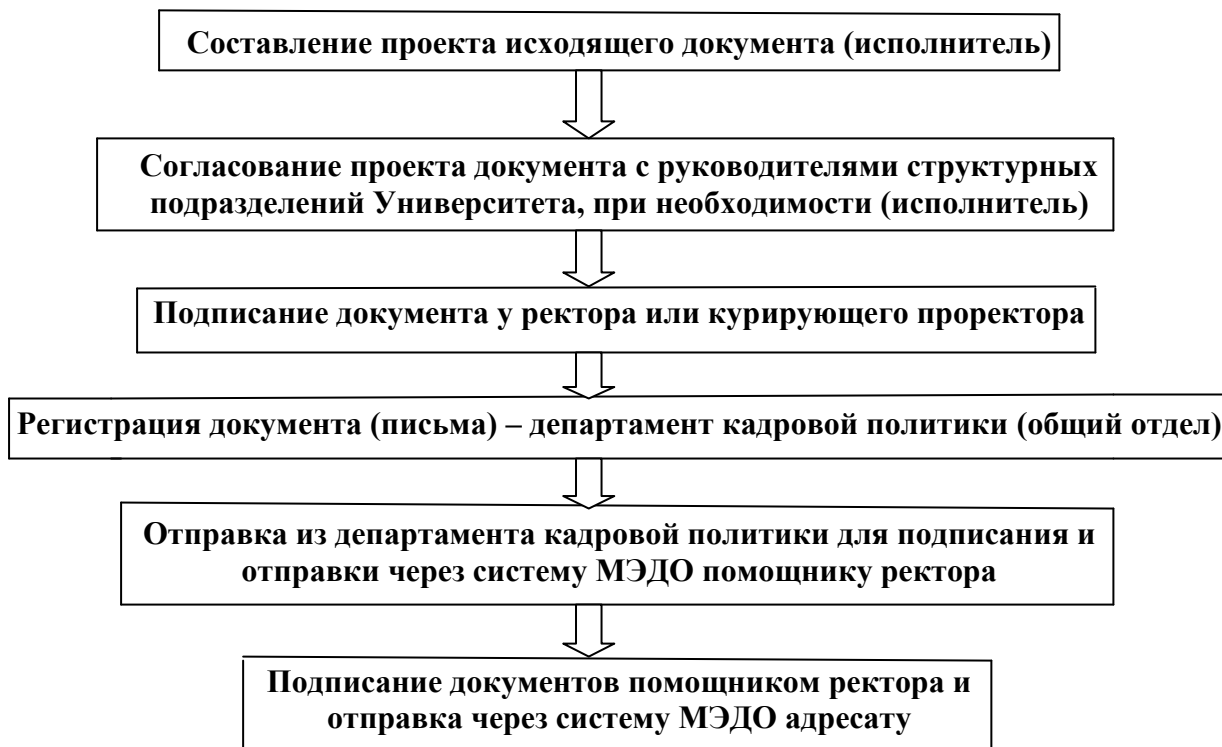 Составление проекта исходящего документа (исполнитель)
Согласование проекта документа с руководителями структурных
подразделений Университета, при необходимости (исполнитель)
Подписание документа у ректора или курирующего проректора
Регистрация документа (письма) – департамент кадровой политики (общий отдел)
Отправка из департамента кадровой политики для подписания и
отправки через систему МЭДО помощнику ректора
Подписание документов помощником ректора и
отправка через систему МЭДО адресату